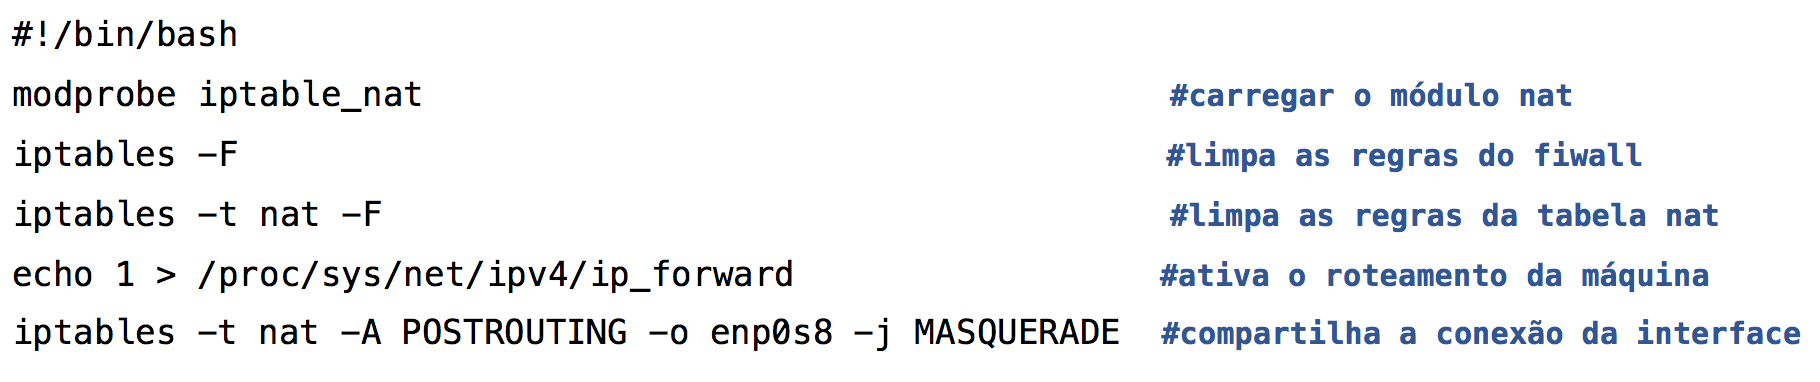 #!/bin/bash
modprobe iptable_nat #carregar o módulo nat
iptables -F #limpa as regras do fiwall
iptables -t nat -F #limpa as regras da tabela nat
echo 1 > /proc/sys/net/ipv4/ip_forward #ativa o roteamento da máquina
iptables -t nat -A POSTROUTING -o enp0s8 -j MASQUERADE #compartilha a conexão da interface